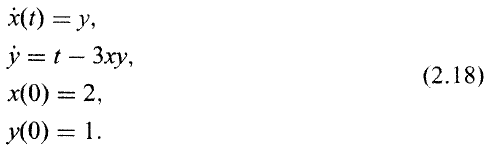 ẋ(t) = y,
ẏ = t − 3xy,
x(0) = 2,
y(0) = 1.
(2.18)